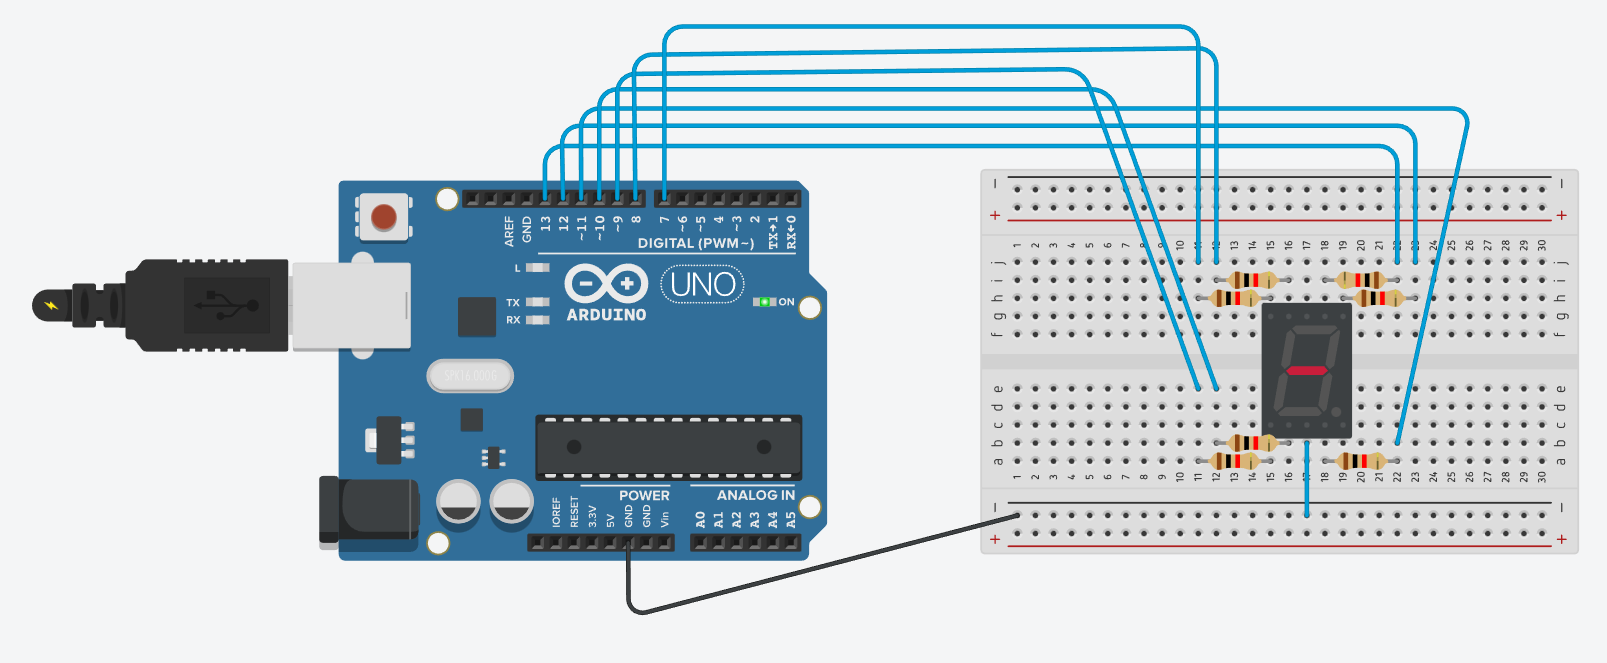 AREF
GND
13
12
~11
~10
~9
8
7
~6
~5
4
~3
2
TX→1
RX←0
DIGITAL (PWM~)
L
TX
RX
UNO
ON
ARDUINO
SPK16.000G
POWER
ANALOG IN
IOREF
RESET
3.3V
5V
GND
GND
Vin
A0
A1
A2
A3
A4
A5
− −
+ +
1 2 3 4 5 6 7 8 9 10 11 12 13 14 15 16 17 18 19 20 21 22 23 24 25 26 27 28 29 30
j j
i i
h h
g g
f f
e e
d d
c c
b b
a a
1 2 3 4 5 6 7 8 9 10 11 12 13 14 15 16 17 18 19 20 21 22 23 24 25 26 27 28 29 30
− −
+ +